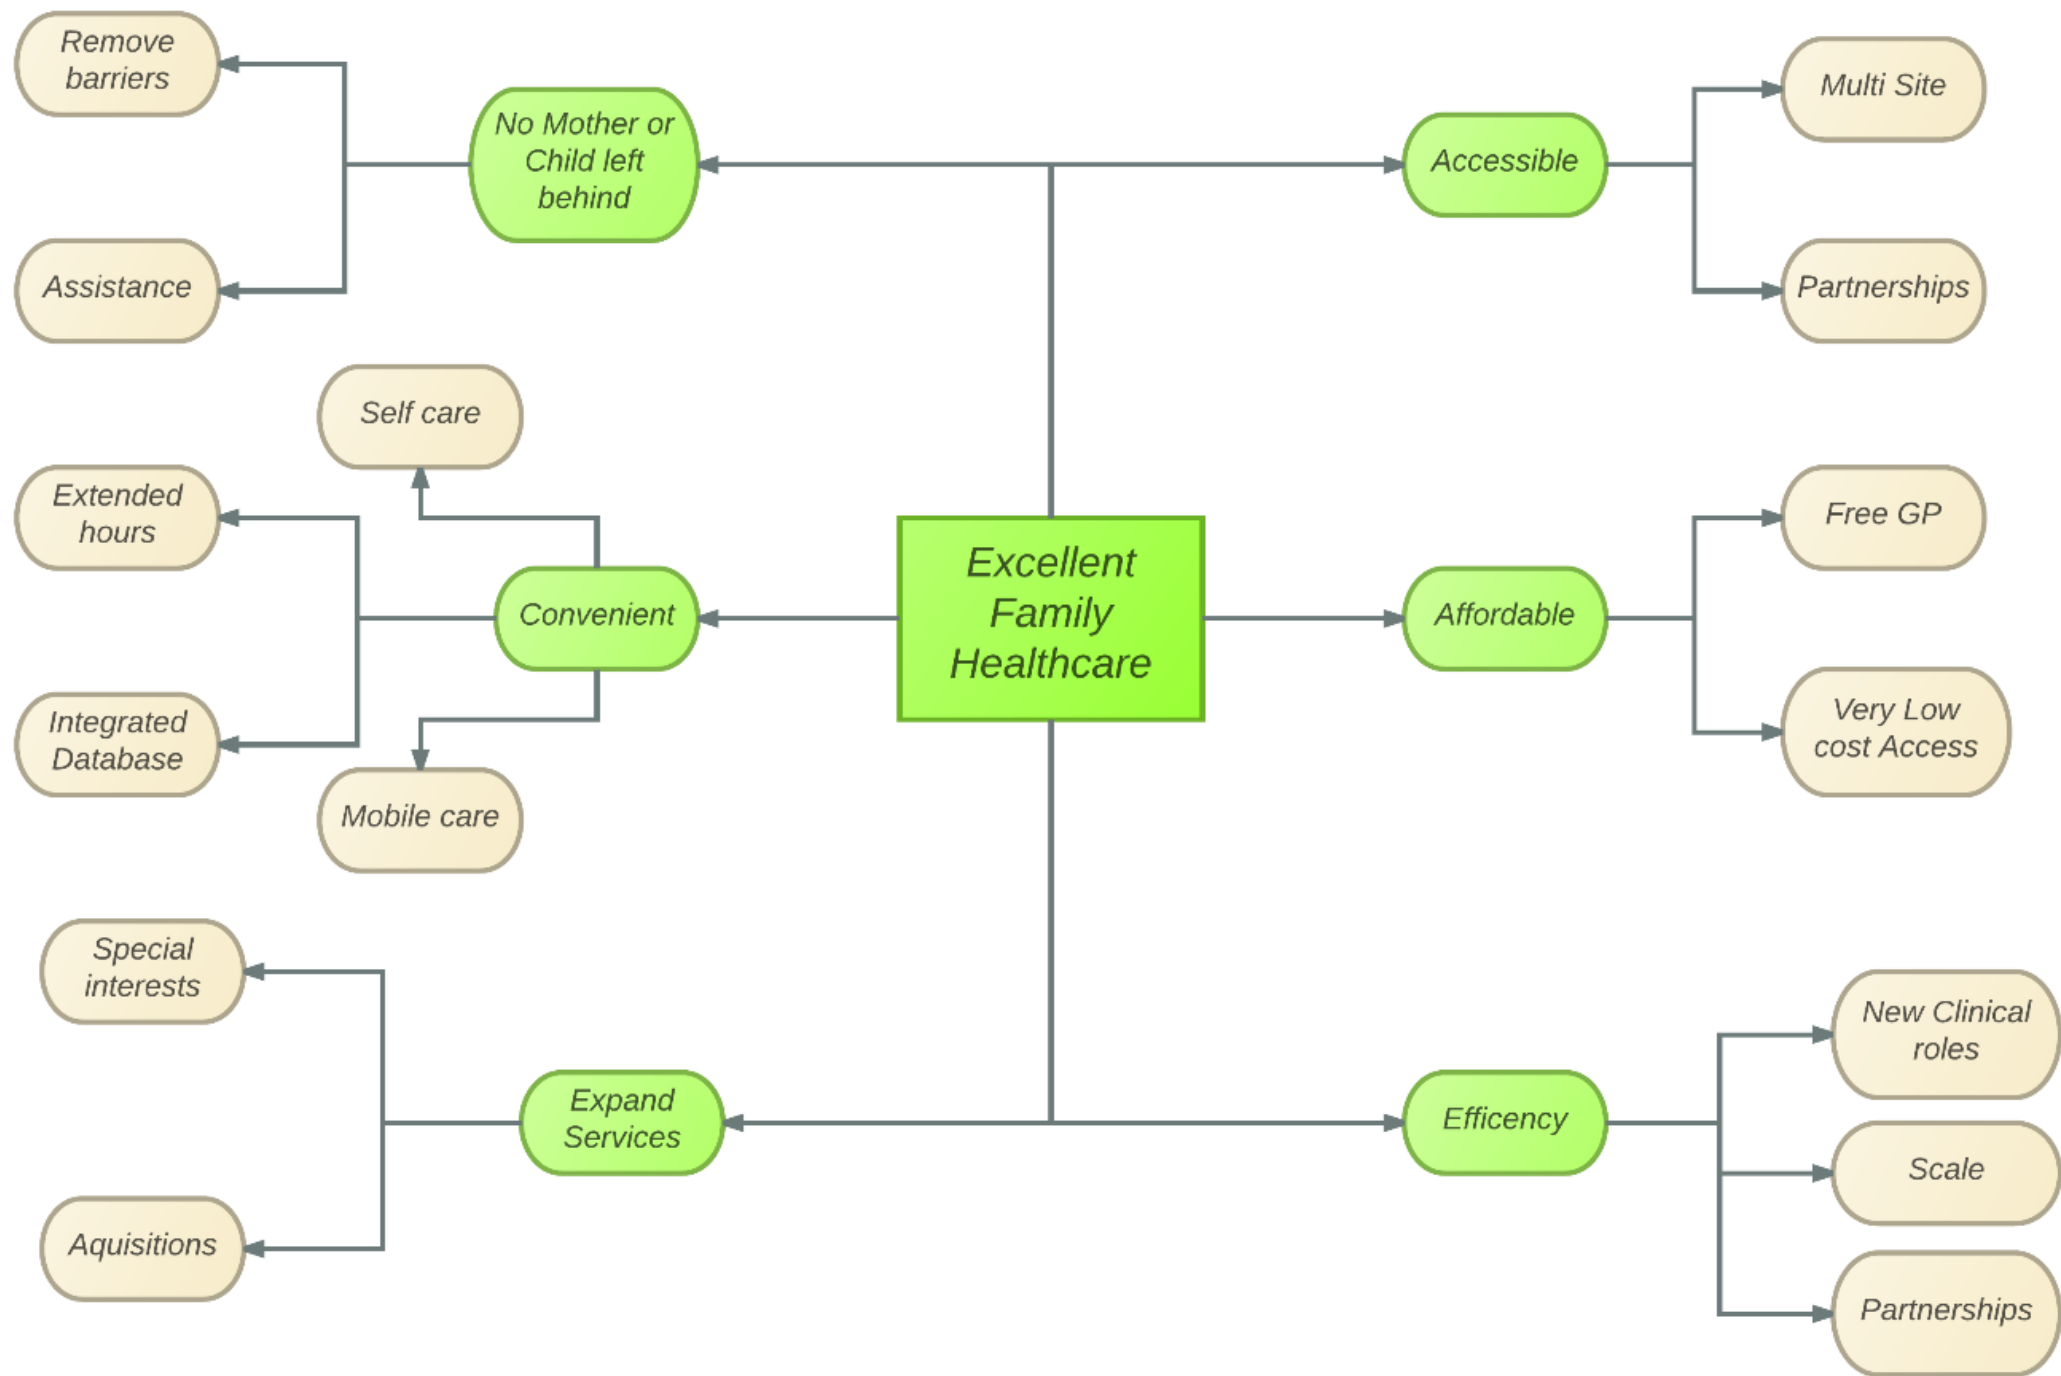 Remove
barriers
No Mother or
Child left
behind
Assistance
Accessible
Multi Site
Partnerships
Self care
Extended
hours
Convenient
Integrated
Database
Mobile care
Excellent
Family
Healthcare
Affordable
Free GP
Very Low
cost Access
Special
interests
Expand
Services
Aquisitions
Efficency
New Clinical
roles
Scale
Partnerships